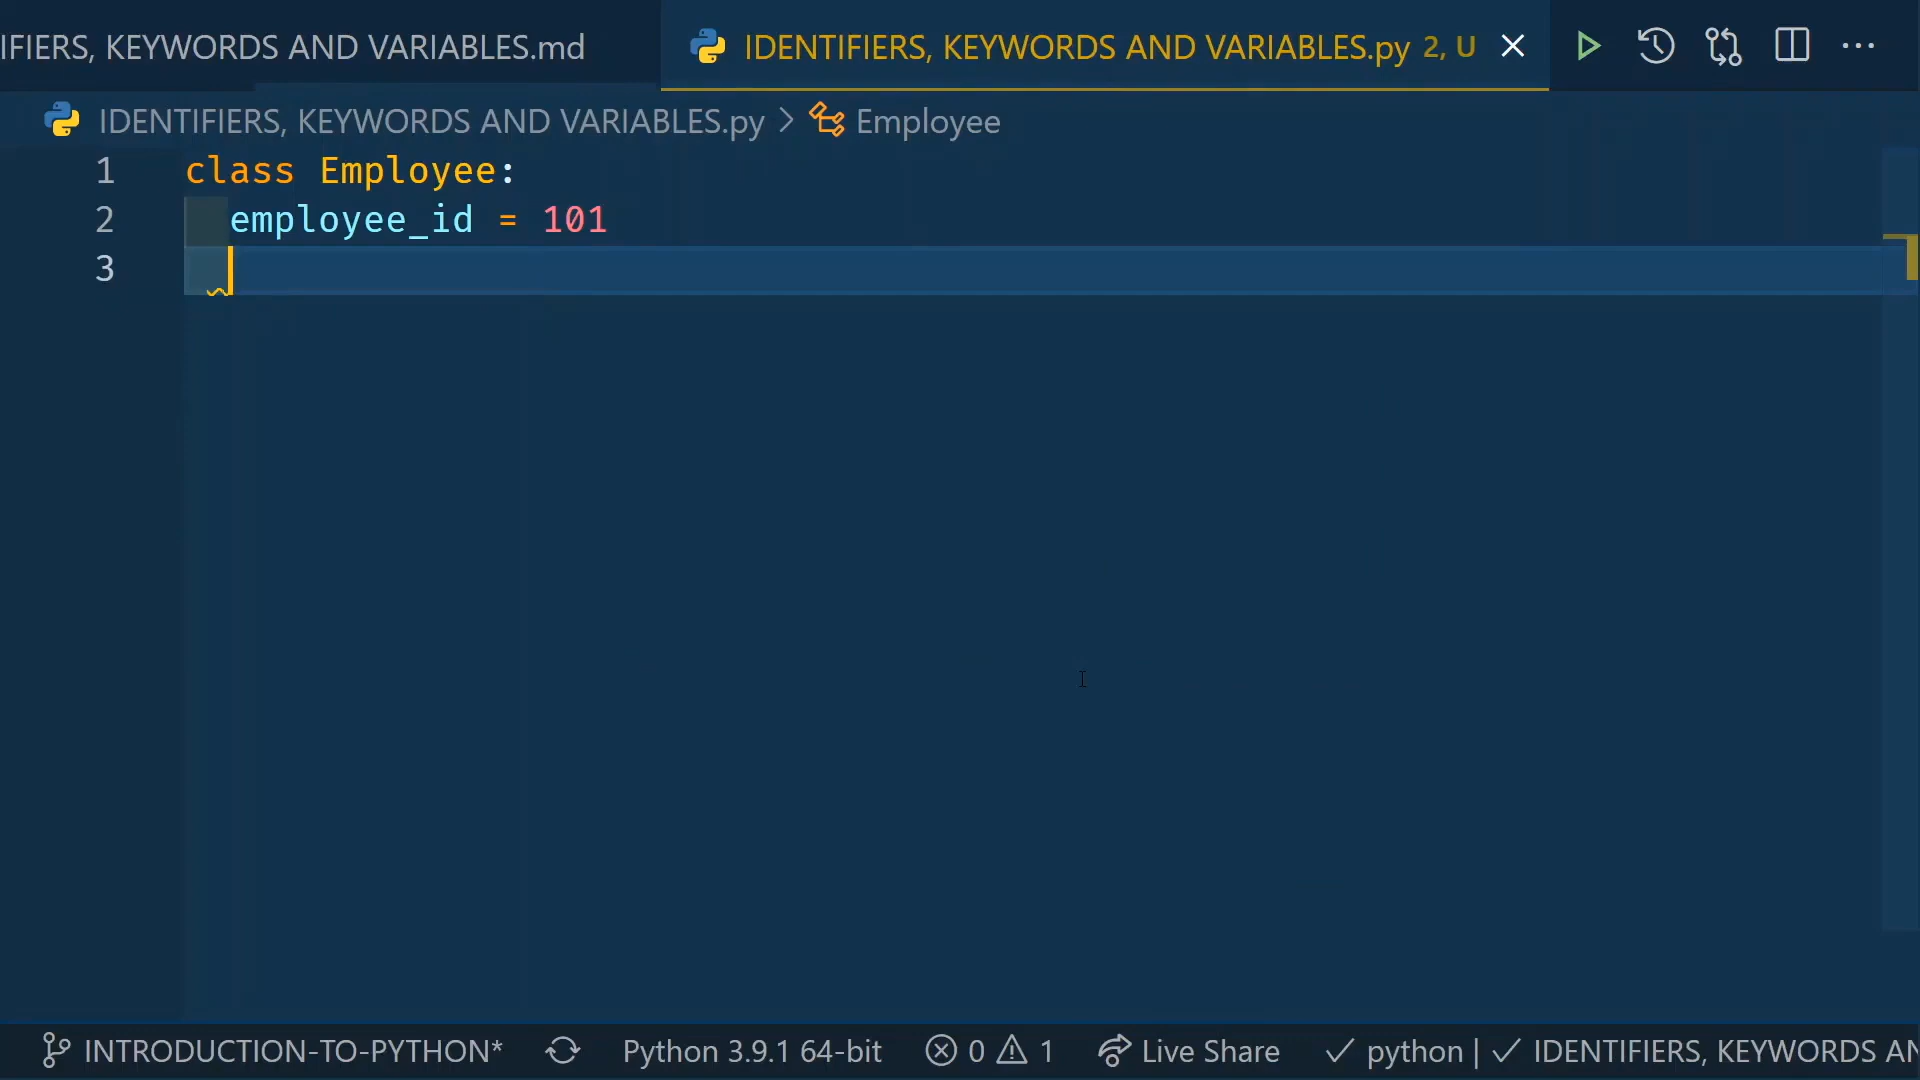 IFIERS, KEYWORDS AND VARIABLES.md
IDENTIFIERS, KEYWORDS AND VARIABLES.py 2, U
IDENTIFIERS, KEYWORDS AND VARIABLES.py > Employee
1 class Employee:
2 employee_id = 101
3
INTRODUCTION-TO-PYTHON* Python 3.9.1 64-bit 0 1 Live Share python | IDENTIFIERS, KEYWORDS AN